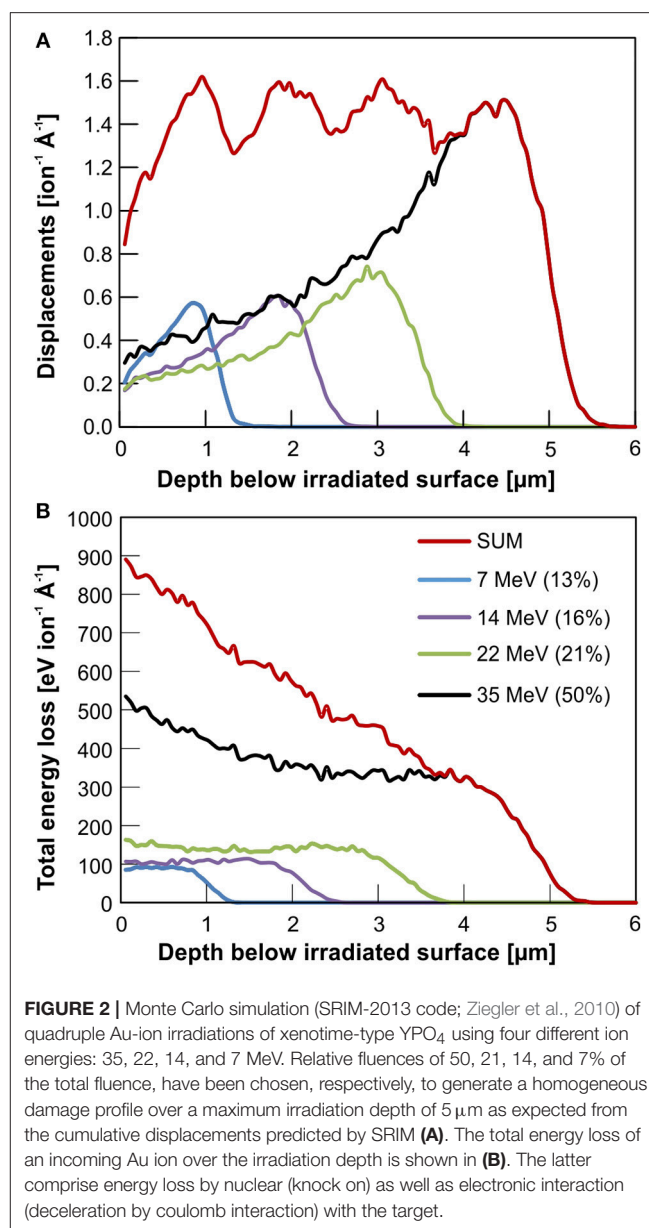 A
1.8
1.6
1.4
1.2
1.0
0.8
0.6
0.4
0.2
0.0
Displacements [ion⁻¹ Å⁻¹]
0 1 2 3 4 5 6
Depth below irradiated surface [µm]
B
1000
900
800
700
600
500
400
300
200
100
0
Total energy loss [eV ion⁻¹ Å⁻¹]
SUM
7 MeV (13%)
14 MeV (16%)
22 MeV (21%)
35 MeV (50%)
0 1 2 3 4 5 6
Depth below irradiated surface [µm]
FIGURE 2 | Monte Carlo simulation (SRIM-2013 code; Ziegler et al., 2010) of
quadruple Au-ion irradiations of xenotime-type YPO₄ using four different ion
energies: 35, 22, 14, and 7 MeV. Relative fluences of 50, 21, 14, and 7% of
the total fluence, have been chosen, respectively, to generate a homogeneous
damage profile over a maximum irradiation depth of 5 µm as expected from
the cumulative displacements predicted by SRIM (A). The total energy loss of
an incoming Au ion over the irradiation depth is shown in (B). The latter
comprise energy loss by nuclear (knock on) as well as electronic interaction
(deceleration by coulomb interaction) with the target.